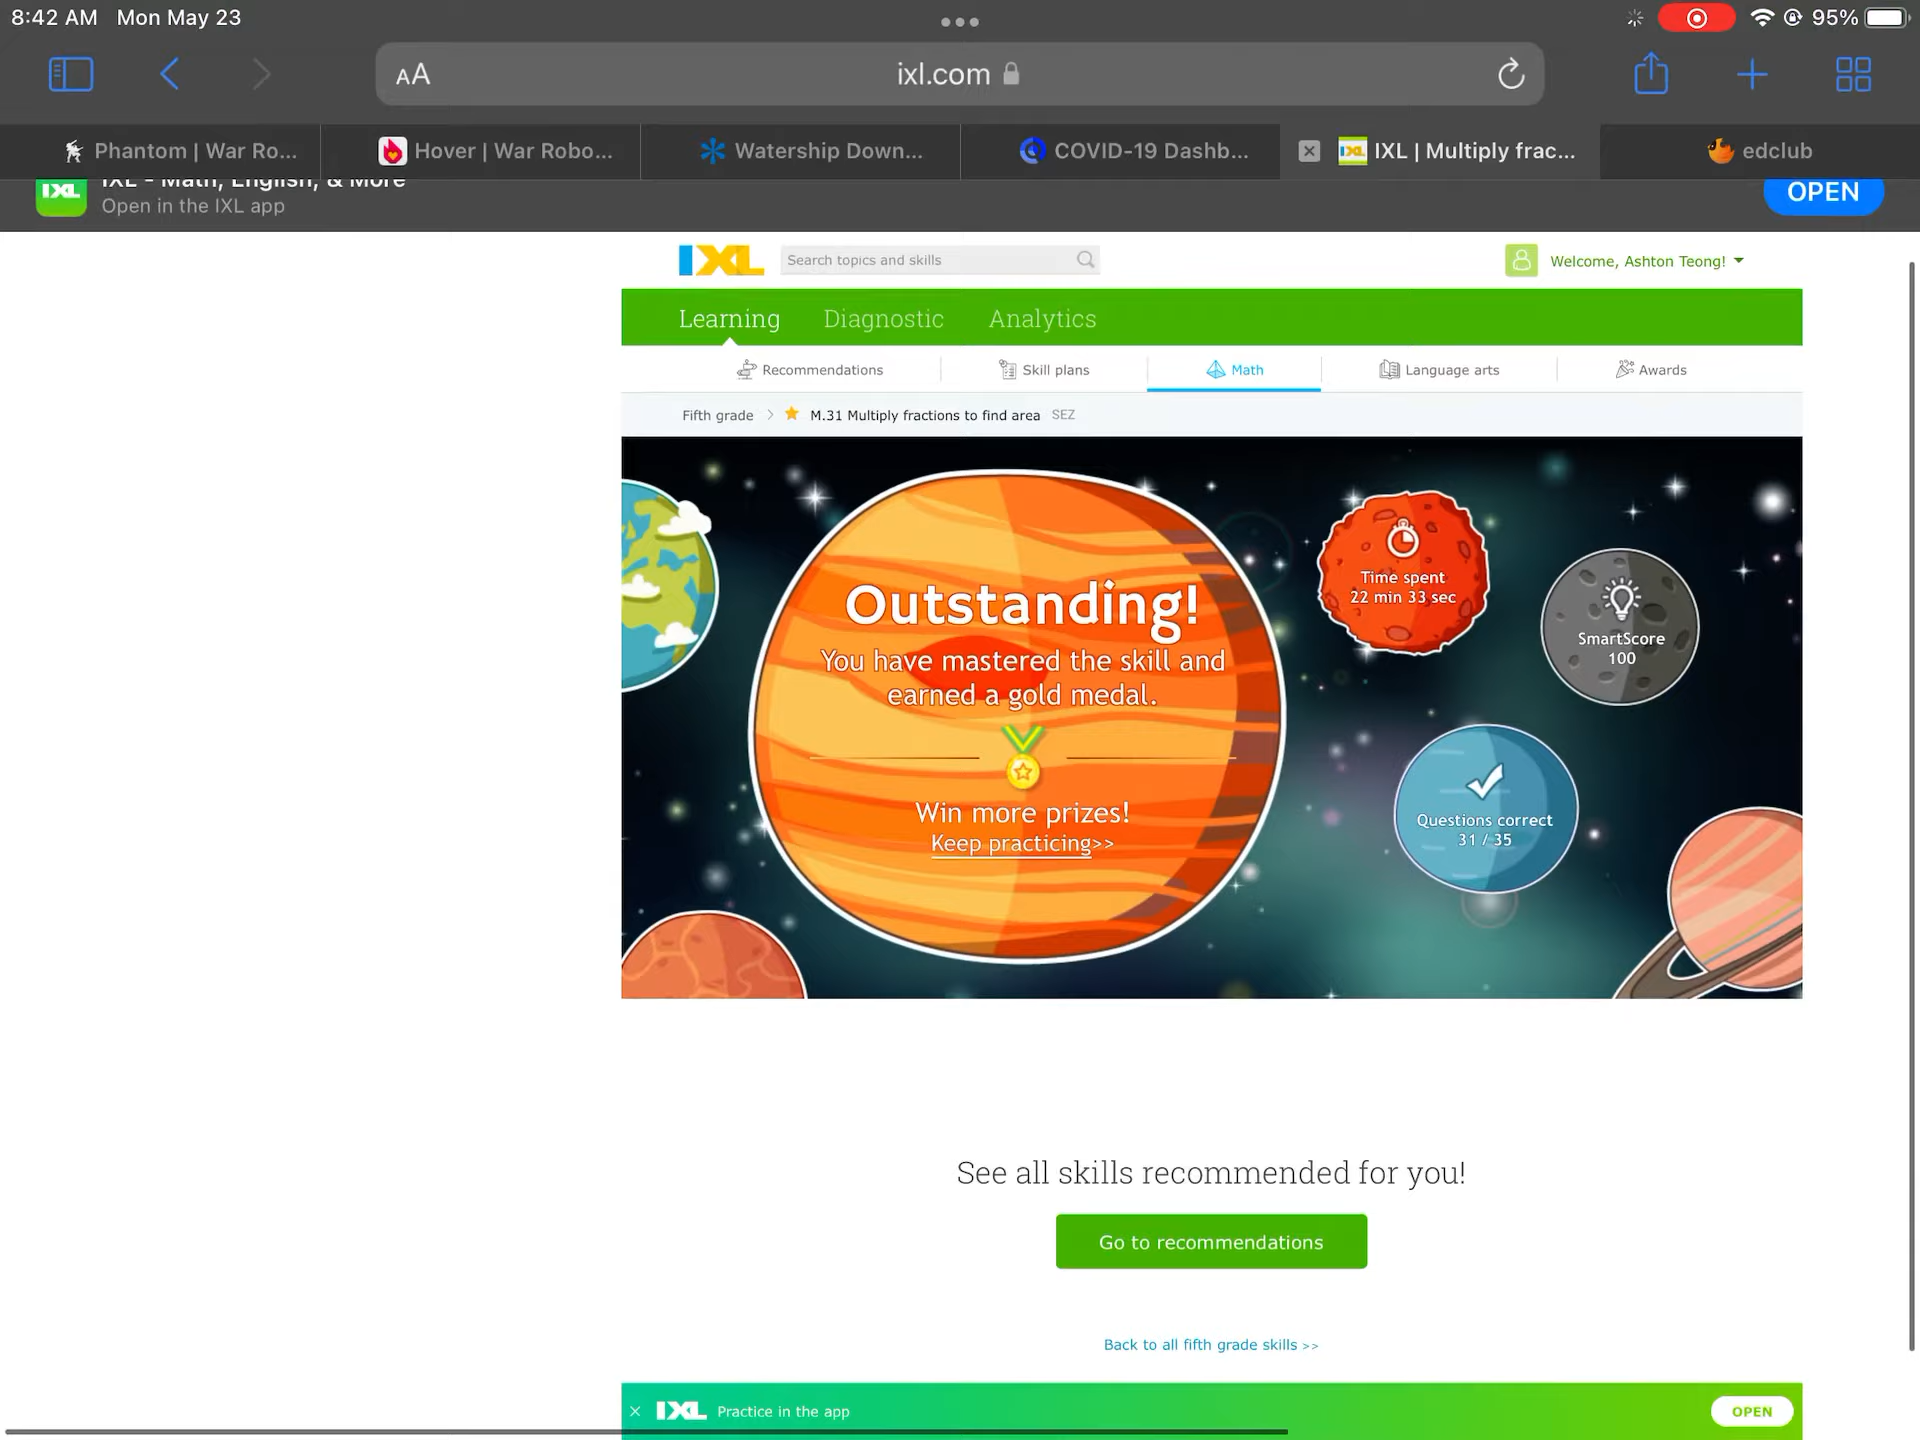 8:42 AM Mon May 23
95%
AA
ixl.com
Phantom | War Ro...
Hover | War Robo...
Watership Down...
COVID-19 Dashb...
IXL | Multiply frac...
edclub
IXL
IXL - Math, English, & More
Open in the IXL app
OPEN
IXL
Search topics and skills
Welcome, Ashton Teong!
Learning
Diagnostic
Analytics
Recommendations
Skill plans
Math
Language arts
Awards
Fifth grade > M.31 Multiply fractions to find area SEZ
Outstanding!
You have mastered the skill and
earned a gold medal.
Win more prizes!
Keep practicing>>
Time spent
22 min 33 sec
SmartScore
100
Questions correct
31 / 35
See all skills recommended for you!
Go to recommendations
Back to all fifth grade skills >>
IXL Practice in the app
OPEN